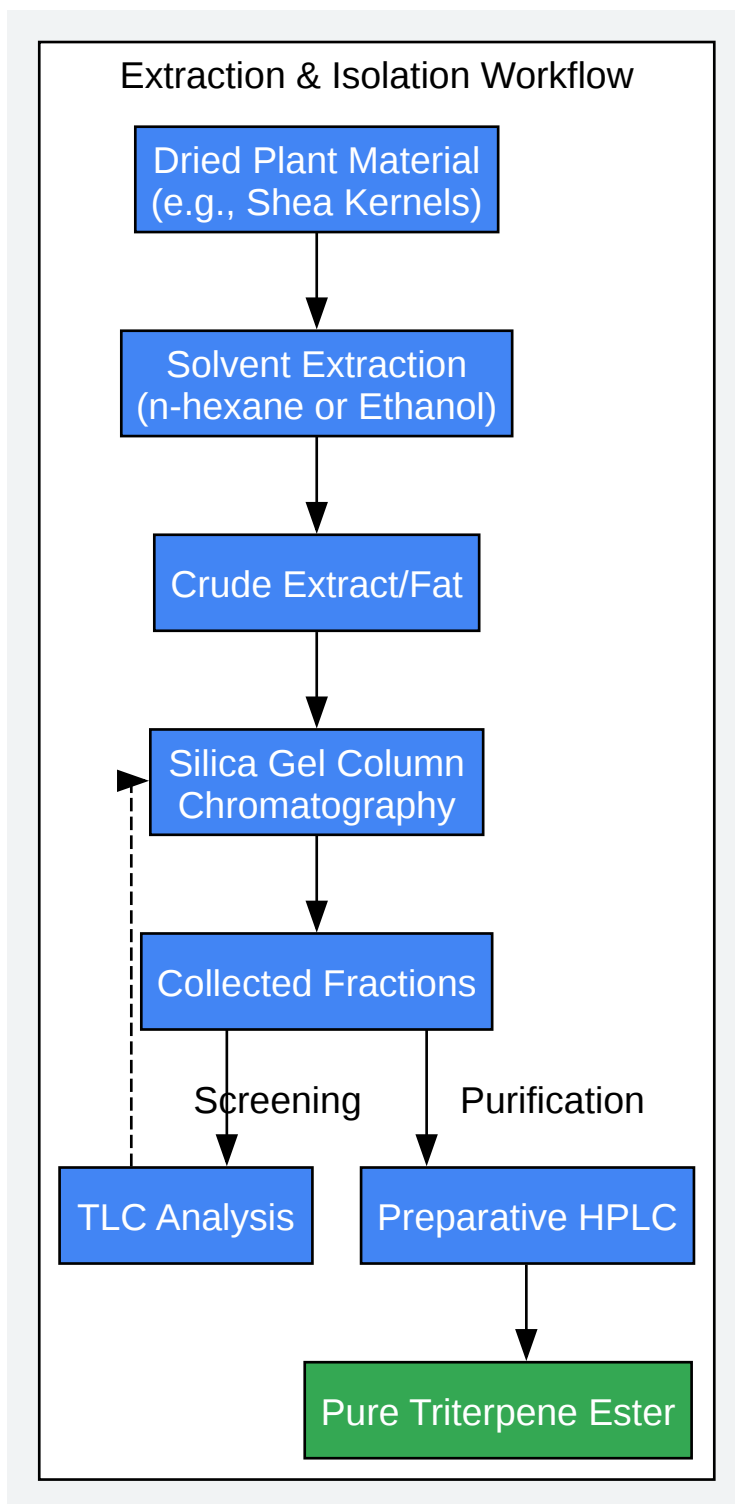 Extraction & Isolation Workflow
Dried Plant Material
(e.g., Shea Kernels)
Solvent Extraction
(n-hexane or Ethanol)
Crude Extract/Fat
Silica Gel Column
Chromatography
Collected Fractions
Screening
Purification
TLC Analysis
Preparative HPLC
Pure Triterpene Ester